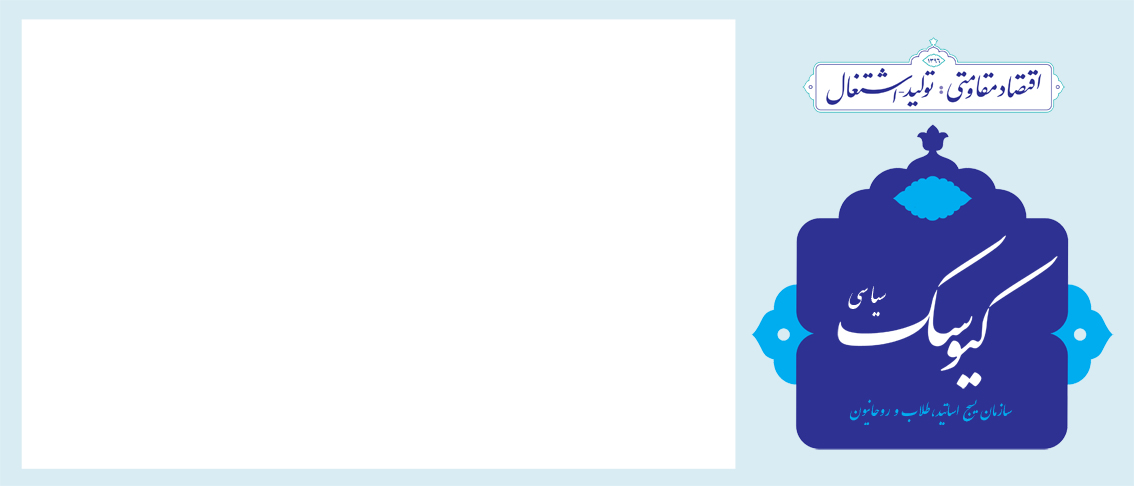 ۱۳۹۶
اقتصاد مقاومتی : تولید-اشتغال
کیوسک
سیاسی
سازمان بسیج اساتید، طلاب و روحانیون